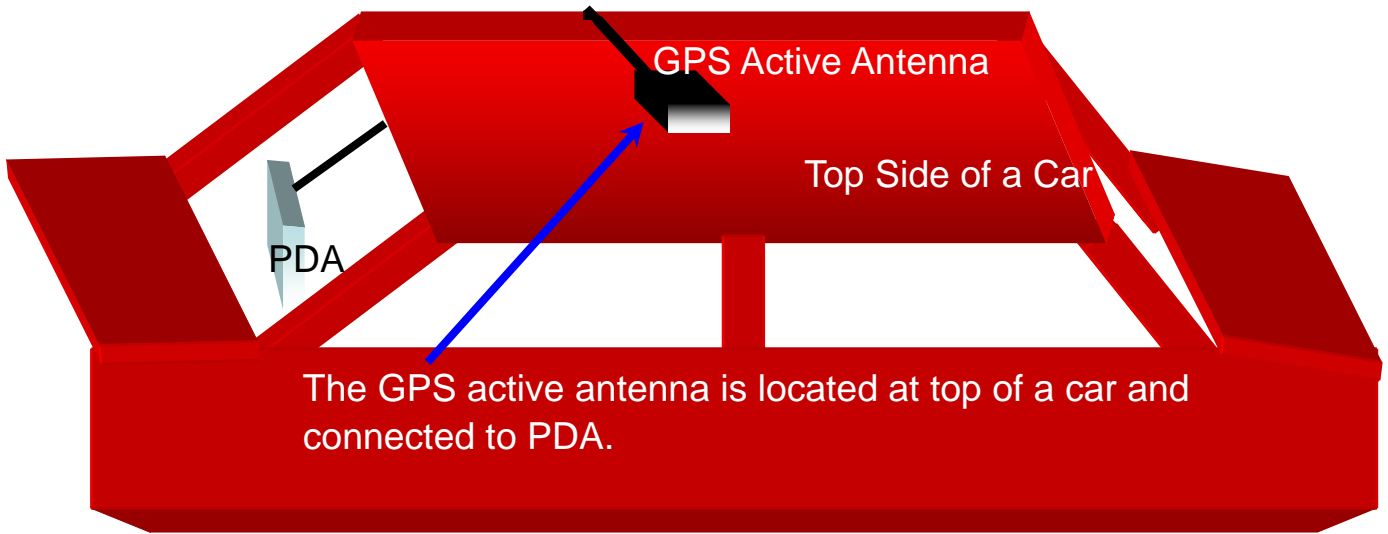 GPS Active Antenna
Top Side of a Car
PDA
The GPS active antenna is located at top of a car and
connected to PDA.